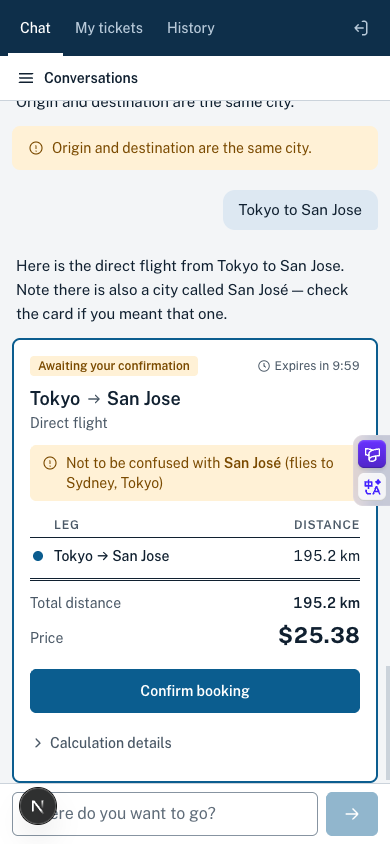 Chat My tickets History
Conversations
Origin and destination are the same city.
Origin and destination are the same city.
Tokyo to San Jose
Here is the direct flight from Tokyo to San Jose.
Note there is also a city called San José — check
the card if you meant that one.
Awaiting your confirmation Expires in 9:59
Tokyo → San Jose
Direct flight
Not to be confused with San José (flies to
Sydney, Tokyo)
LEG DISTANCE
Tokyo → San Jose 195.2 km
Total distance 195.2 km
Price $25.38
Confirm booking
Calculation details
N
ere do you want to go?